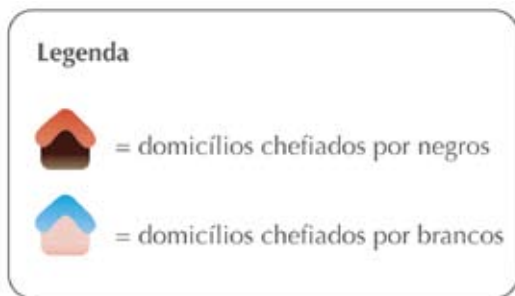 Legenda
= domicílios chefiados por negros
= domicílios chefiados por brancos